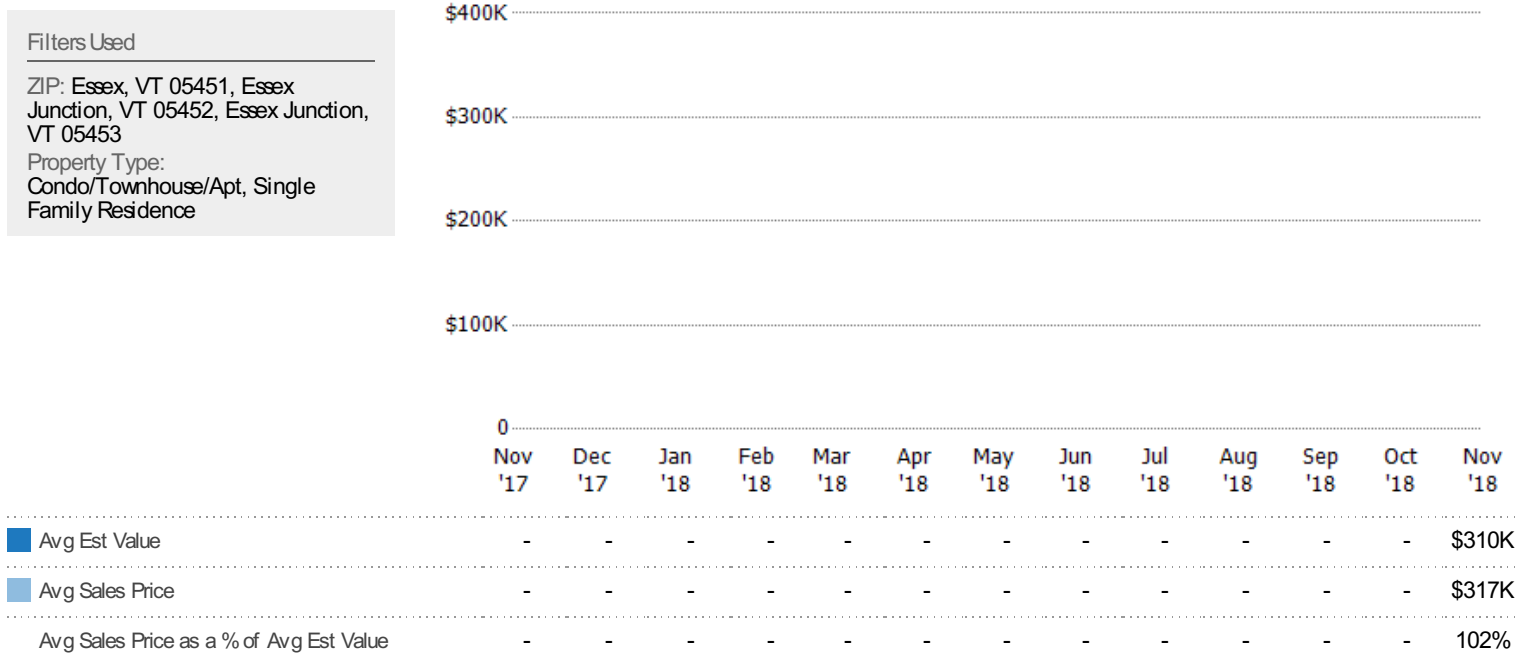 Filters Used
ZIP: Essex, VT 05451, Essex
Junction, VT 05452, Essex Junction,
VT 05453
Property Type:
Condo/Townhouse/Apt, Single
Family Residence
$400K
$300K
$200K
$100K
0
Nov Dec Jan Feb Mar Apr May Jun Jul Aug Sep Oct Nov
'17 '17 '18 '18 '18 '18 '18 '18 '18 '18 '18 '18 '18
Avg Est Value - - - - - - - - - - - - $310K
Avg Sales Price - - - - - - - - - - - - $317K
Avg Sales Price as a % of Avg Est Value - - - - - - - - - - - - 102%